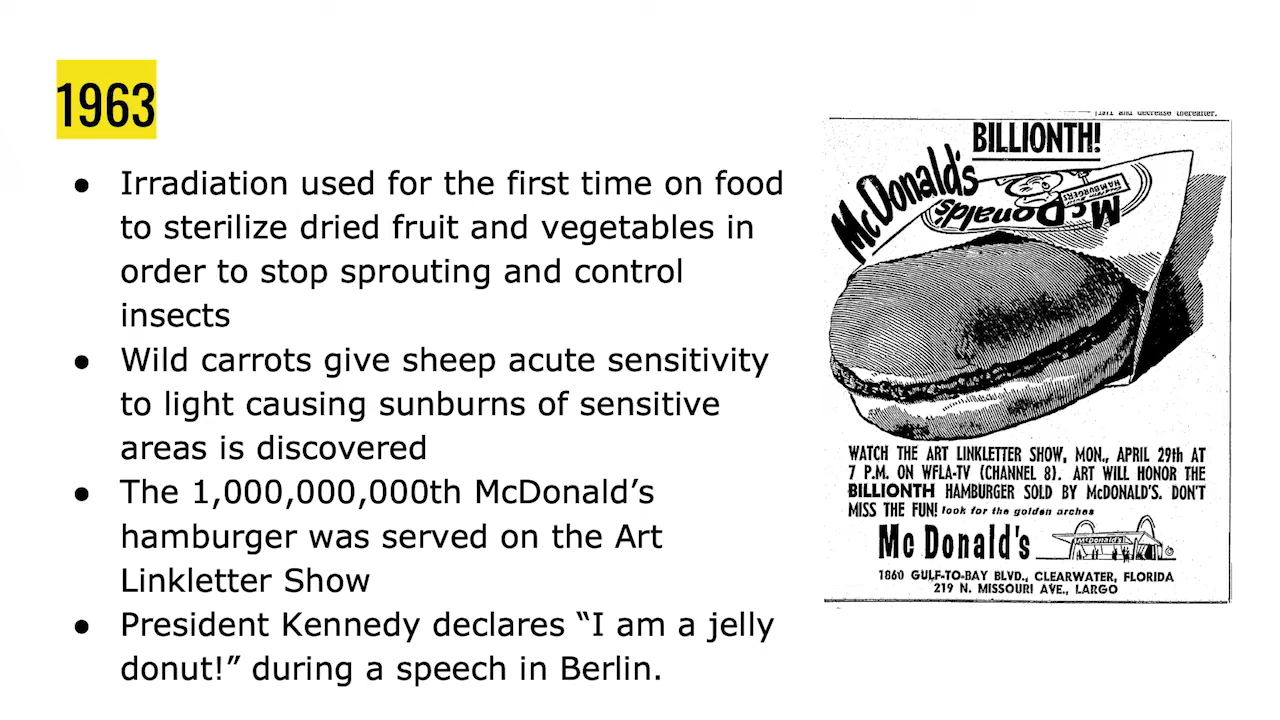 1963
● Irradiation used for the first time on food
to sterilize dried fruit and vegetables in
order to stop sprouting and control
insects
● Wild carrots give sheep acute sensitivity
to light causing sunburns of sensitive
areas is discovered
● The 1,000,000,000th McDonald’s
hamburger was served on the Art
Linkletter Show
● President Kennedy declares “I am a jelly
donut!” during a speech in Berlin.
1971 and decrease thereafter.
BILLIONTH!
McDonald's
McDonald's
HAMBURGERS
WATCH THE ART LINKLETTER SHOW, MON., APRIL 29th AT
7 P.M. ON WFLA-TV (CHANNEL 8). ART WILL HONOR THE
BILLIONTH HAMBURGER SOLD BY McDONALD'S. DON'T
MISS THE FUN! look for the golden arches
Mc Donald's
McDONALD'S
1860 GULF-TO-BAY BLVD., CLEARWATER, FLORIDA
219 N. MISSOURI AVE., LARGO